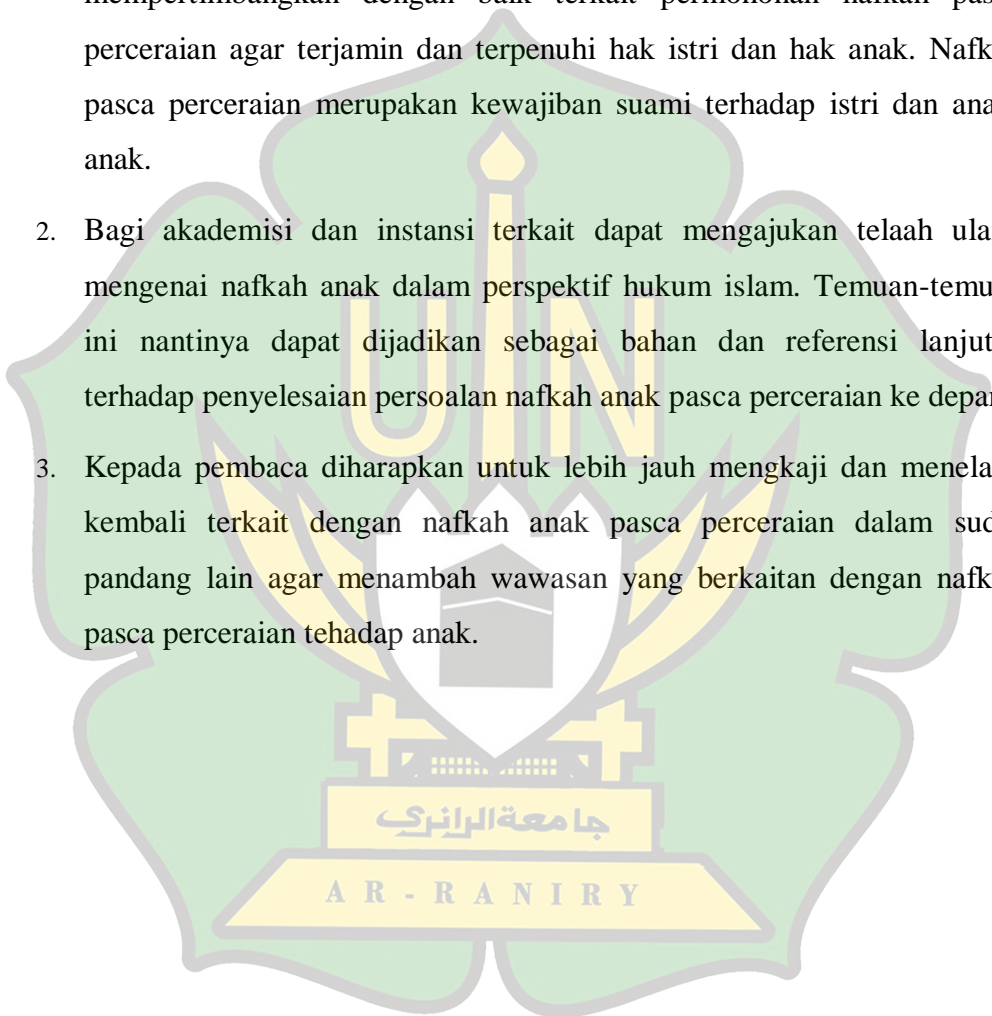 mempertimbangkan dengan baik terkait permohonan nafkah pas
perceraian agar terjamin dan terpenuhi hak istri dan hak anak. Nafk
pasca perceraian merupakan kewajiban suami terhadap istri dan ana
anak.
2. Bagi akademisi dan instansi terkait dapat mengajukan telaah ula
mengenai nafkah anak dalam perspektif hukum islam. Temuan-temu
ini nantinya dapat dijadikan sebagai bahan dan referensi lanjut
terhadap penyelesaian persoalan nafkah anak pasca perceraian ke depan
3. Kepada pembaca diharapkan untuk lebih jauh mengkaji dan menela
kembali terkait dengan nafkah anak pasca perceraian dalam sud
pandang lain agar menambah wawasan yang berkaitan dengan nafk
pasca perceraian tehadap anak.
UIN
جامعة الرانري
AR-RANIRY